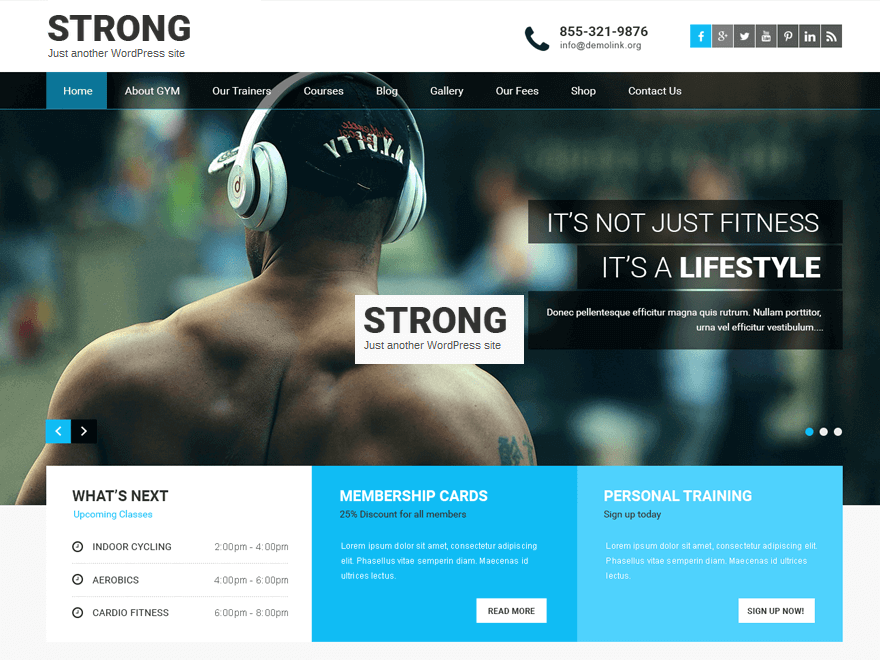 STRONG
Just another WordPress site
855-321-9876
info@demolink.org
Home About GYM Our Trainers Courses Blog Gallery Our Fees Shop Contact Us
N.Y.CITY
IT'S NOT JUST FITNESS
IT'S A LIFESTYLE
Donec pellentesque efficitur magna quis rutrum. Nullam porttitor,
urna vel efficitur vestibulum....
STRONG
Just another WordPress site
WHAT'S NEXT
Upcoming Classes
INDOOR CYCLING 2:00pm - 4:00pm
AEROBICS 4:00pm - 6:00pm
CARDIO FITNESS 6:00pm - 8:00pm
MEMBERSHIP CARDS
25% Discount for all members
Lorem ipsum dolor sit amet, consectetur adipiscing
elit. Phasellus vitae semperin diam. Maecenas id
ultrices lectus.
READ MORE
PERSONAL TRAINING
Sign up today
Lorem ipsum dolor sit amet, consectetur adipiscing elit.
Phasellus vitae semperin diam. Maecenas id ultrices
lectus.
SIGN UP NOW!